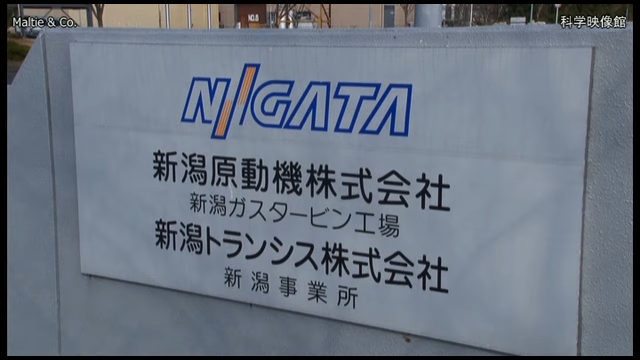 Maltie & Co.
科学映像館
NO.8
NIIGATA
新潟原動機株式会社
新潟ガスタービン工場
新潟トランシス株式会社
新潟事業所